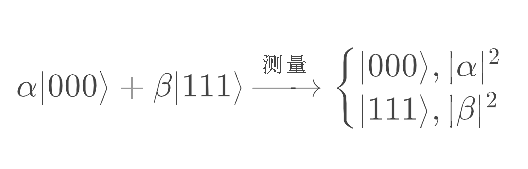 α|000⟩ + β|111⟩ 测量⟶ { |000⟩, |α|²
|111⟩, |β|²